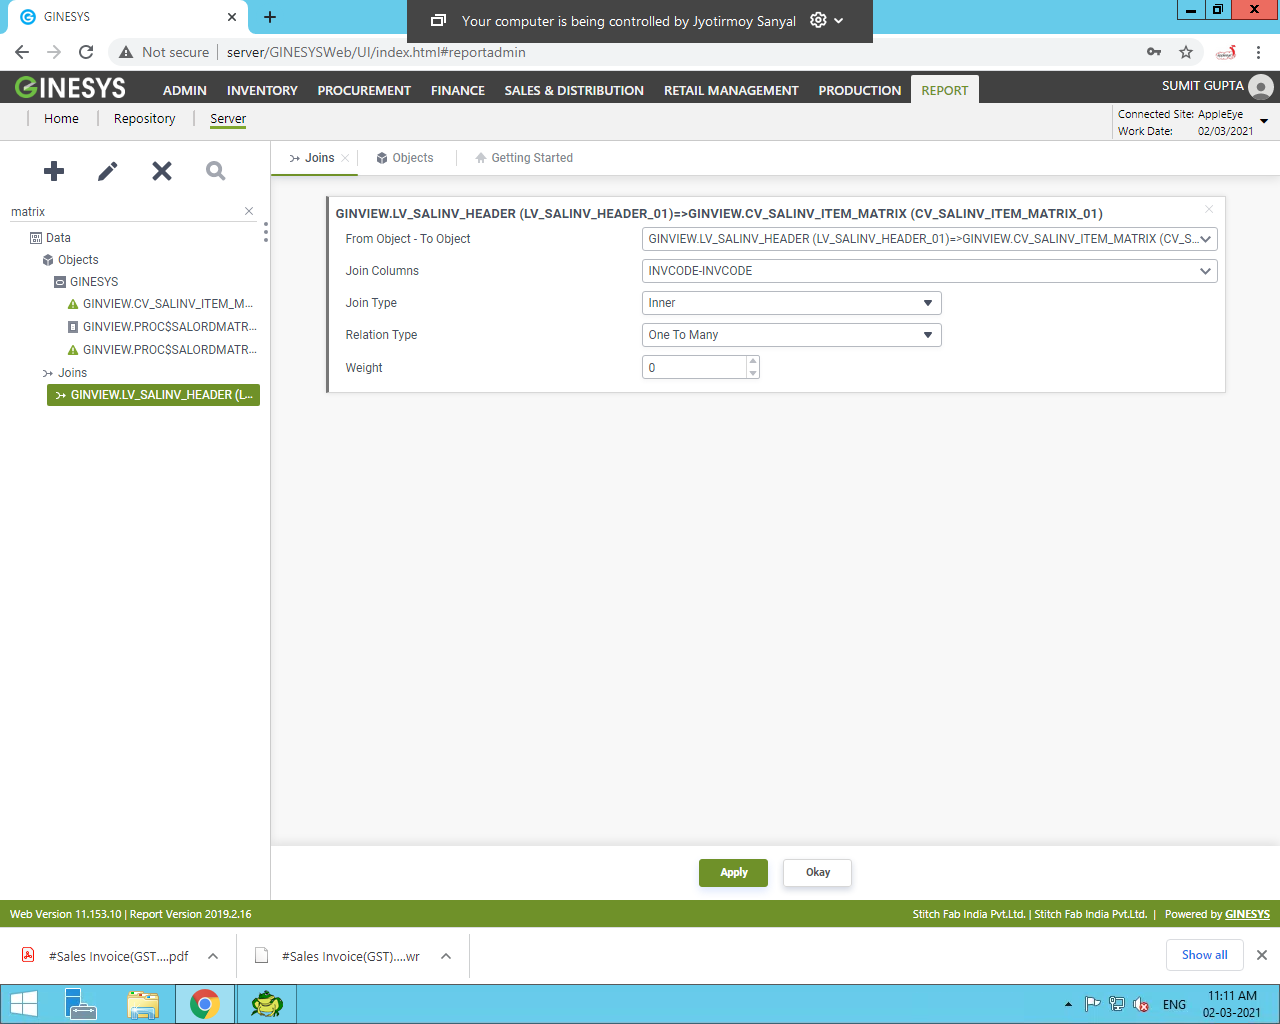 GINESYS
Your computer is being controlled by Jyotirmoy Sanyal
Not secure
server/GINESYSWeb/UI/index.html#reportadmin
GINESYS
ADMIN
INVENTORY
PROCUREMENT
FINANCE
SALES & DISTRIBUTION
RETAIL MANAGEMENT
PRODUCTION
REPORT
SUMIT GUPTA
Home
Repository
Server
Connected Site: AppleEye
Work Date: 02/03/2021
Joins
Objects
Getting Started
matrix
Data
Objects
GINESYS
GINVIEW.CV_SALINV_ITEM_M...
GINVIEW.PROC$SALORDMATR...
GINVIEW.PROC$SALORDMATR...
Joins
GINVIEW.LV_SALINV_HEADER (L...
GINVIEW.LV_SALINV_HEADER (LV_SALINV_HEADER_01)=>GINVIEW.CV_SALINV_ITEM_MATRIX (CV_SALINV_ITEM_MATRIX_01)
From Object - To Object
GINVIEW.LV_SALINV_HEADER (LV_SALINV_HEADER_01)=>GINVIEW.CV_SALINV_ITEM_MATRIX (CV_S...
Join Columns
INVCODE-INVCODE
Join Type
Inner
Relation Type
One To Many
Weight
0
Apply
Okay
Web Version 11.153.10 | Report Version 2019.2.16
Stitch Fab India Pvt.Ltd. | Stitch Fab India Pvt.Ltd. | Powered by GINESYS
#Sales Invoice(GST....pdf
#Sales Invoice(GST)....wr
Show all
ENG
11:11 AM
02-03-2021